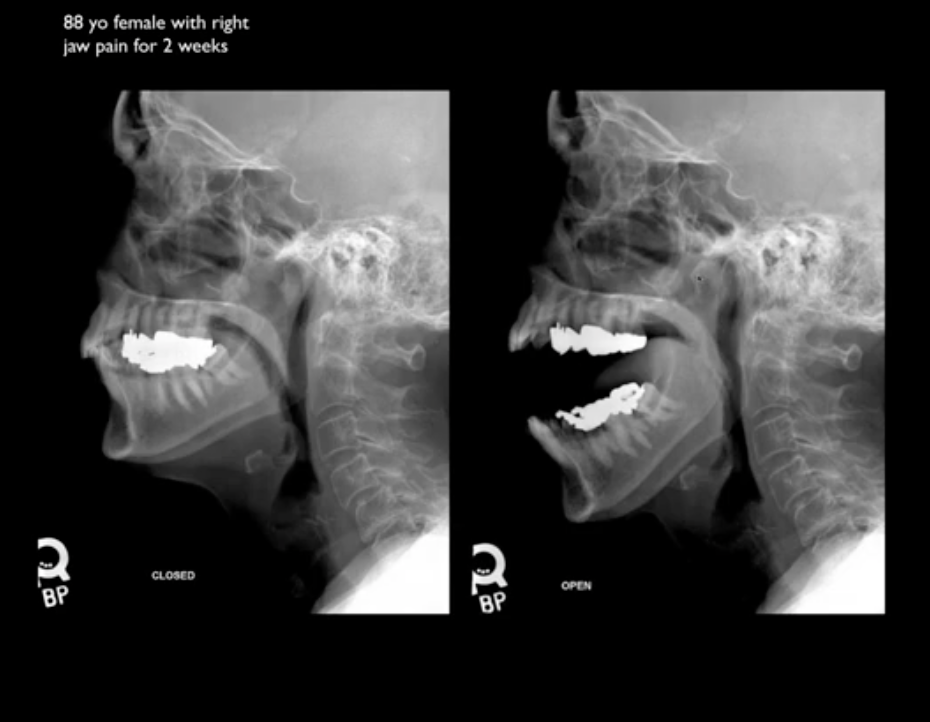 88 yo female with right
jaw pain for 2 weeks
R
BP
CLOSED
R
BP
OPEN